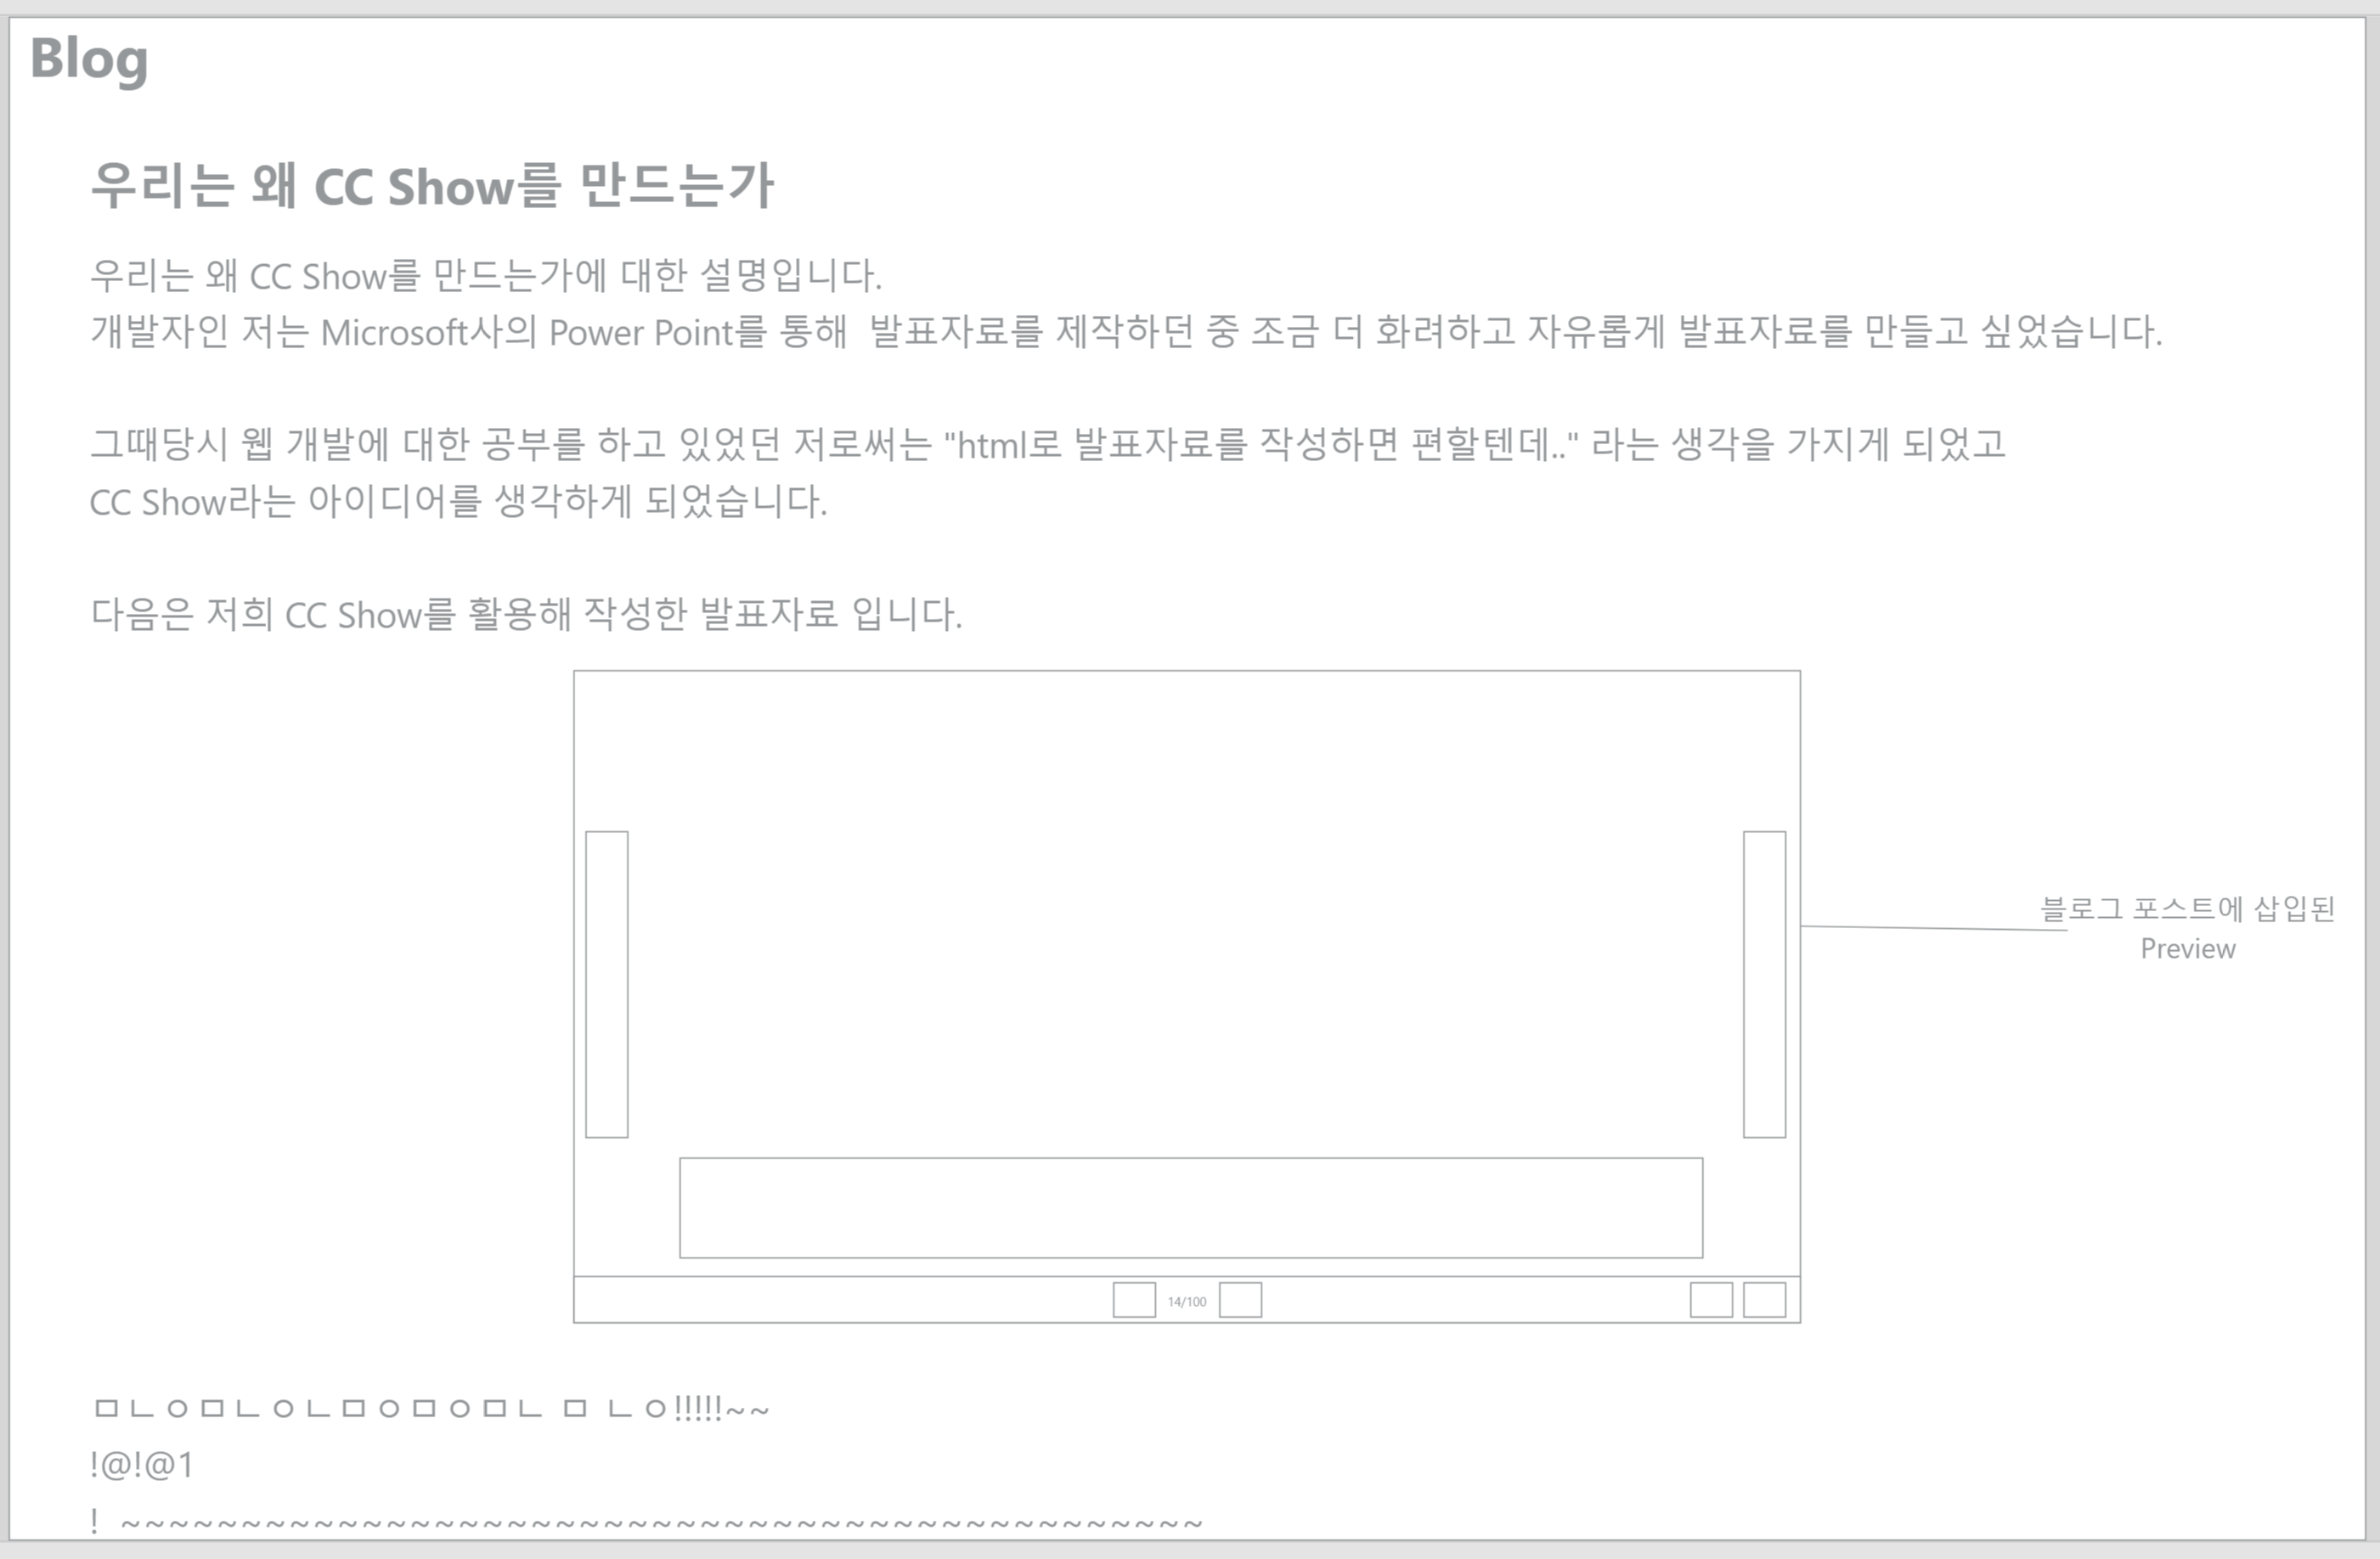 Blog
우리는 왜 CC Show를 만드는가
우리는 왜 CC Show를 만드는가에 대한 설명입니다.
개발자인 저는 Microsoft사의 Power Point를 통해  발표자료를 제작하던 중 조금 더 화려하고 자유롭게 발표자료를 만들고 싶었습니다.
그때당시 웹 개발에 대한 공부를 하고 있었던 저로써는 "html로 발표자료를 작성하면 편할텐데.." 라는 생각을 가지게 되었고
CC Show라는 아이디어를 생각하게 되었습니다.
다음은 저희 CC Show를 활용해 작성한 발표자료 입니다.
블로그 포스트에 삽입된
Preview
14/100
ㅁㄴㅇㅁㄴㅇㄴㅁㅇㅁㅇㅁㄴ ㅁ ㄴㅇ!!!!!~~
!@!@1
! ~~~~~~~~~~~~~~~~~~~~~~~~~~~~~~~~~~~~~~~~~~~~~